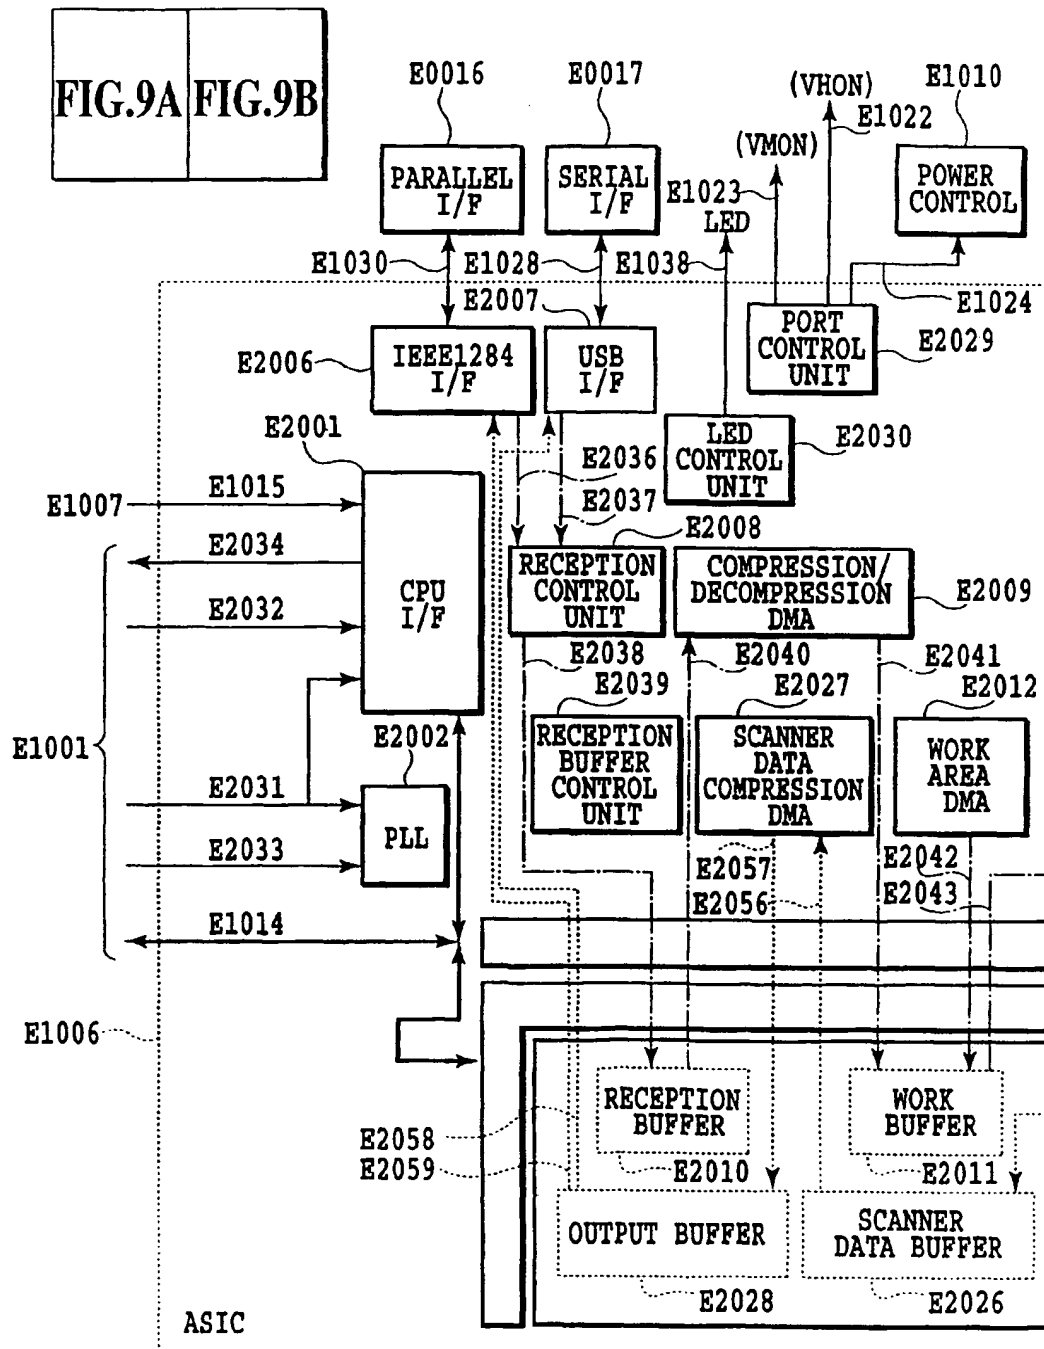 FIG.9A FIG.9B
E0016
E0017
(VHON)
E1010
E1022
(VMON)
PARALLEL
I/F
SERIAL
I/F
E1023
POWER
CONTROL
LED
E1030
E1028
E1038
E2007
E1024
PORT
CONTROL
UNIT
E2029
E2006
IEEE1284
I/F
USB
I/F
E2001
LED
CONTROL
UNIT
E2030
E2036
E1007
E1015
E2037
E2008
E2034
CPU
I/F
RECEPTION
CONTROL
UNIT
COMPRESSION/
DECOMPRESSION
DMA
E2009
E2032
E2038
E2040
E2041
E2039
E2027
E2012
E1001
E2002
RECEPTION
BUFFER
CONTROL
UNIT
SCANNER
DATA
COMPRESSION
DMA
WORK
AREA
DMA
E2031
PLL
E2033
E2057
E2056
E2042
E2043
E1014
E1006
RECEPTION
BUFFER
WORK
BUFFER
E2058
E2059
E2010
E2011
OUTPUT BUFFER
SCANNER
DATA BUFFER
E2028
E2026
ASIC